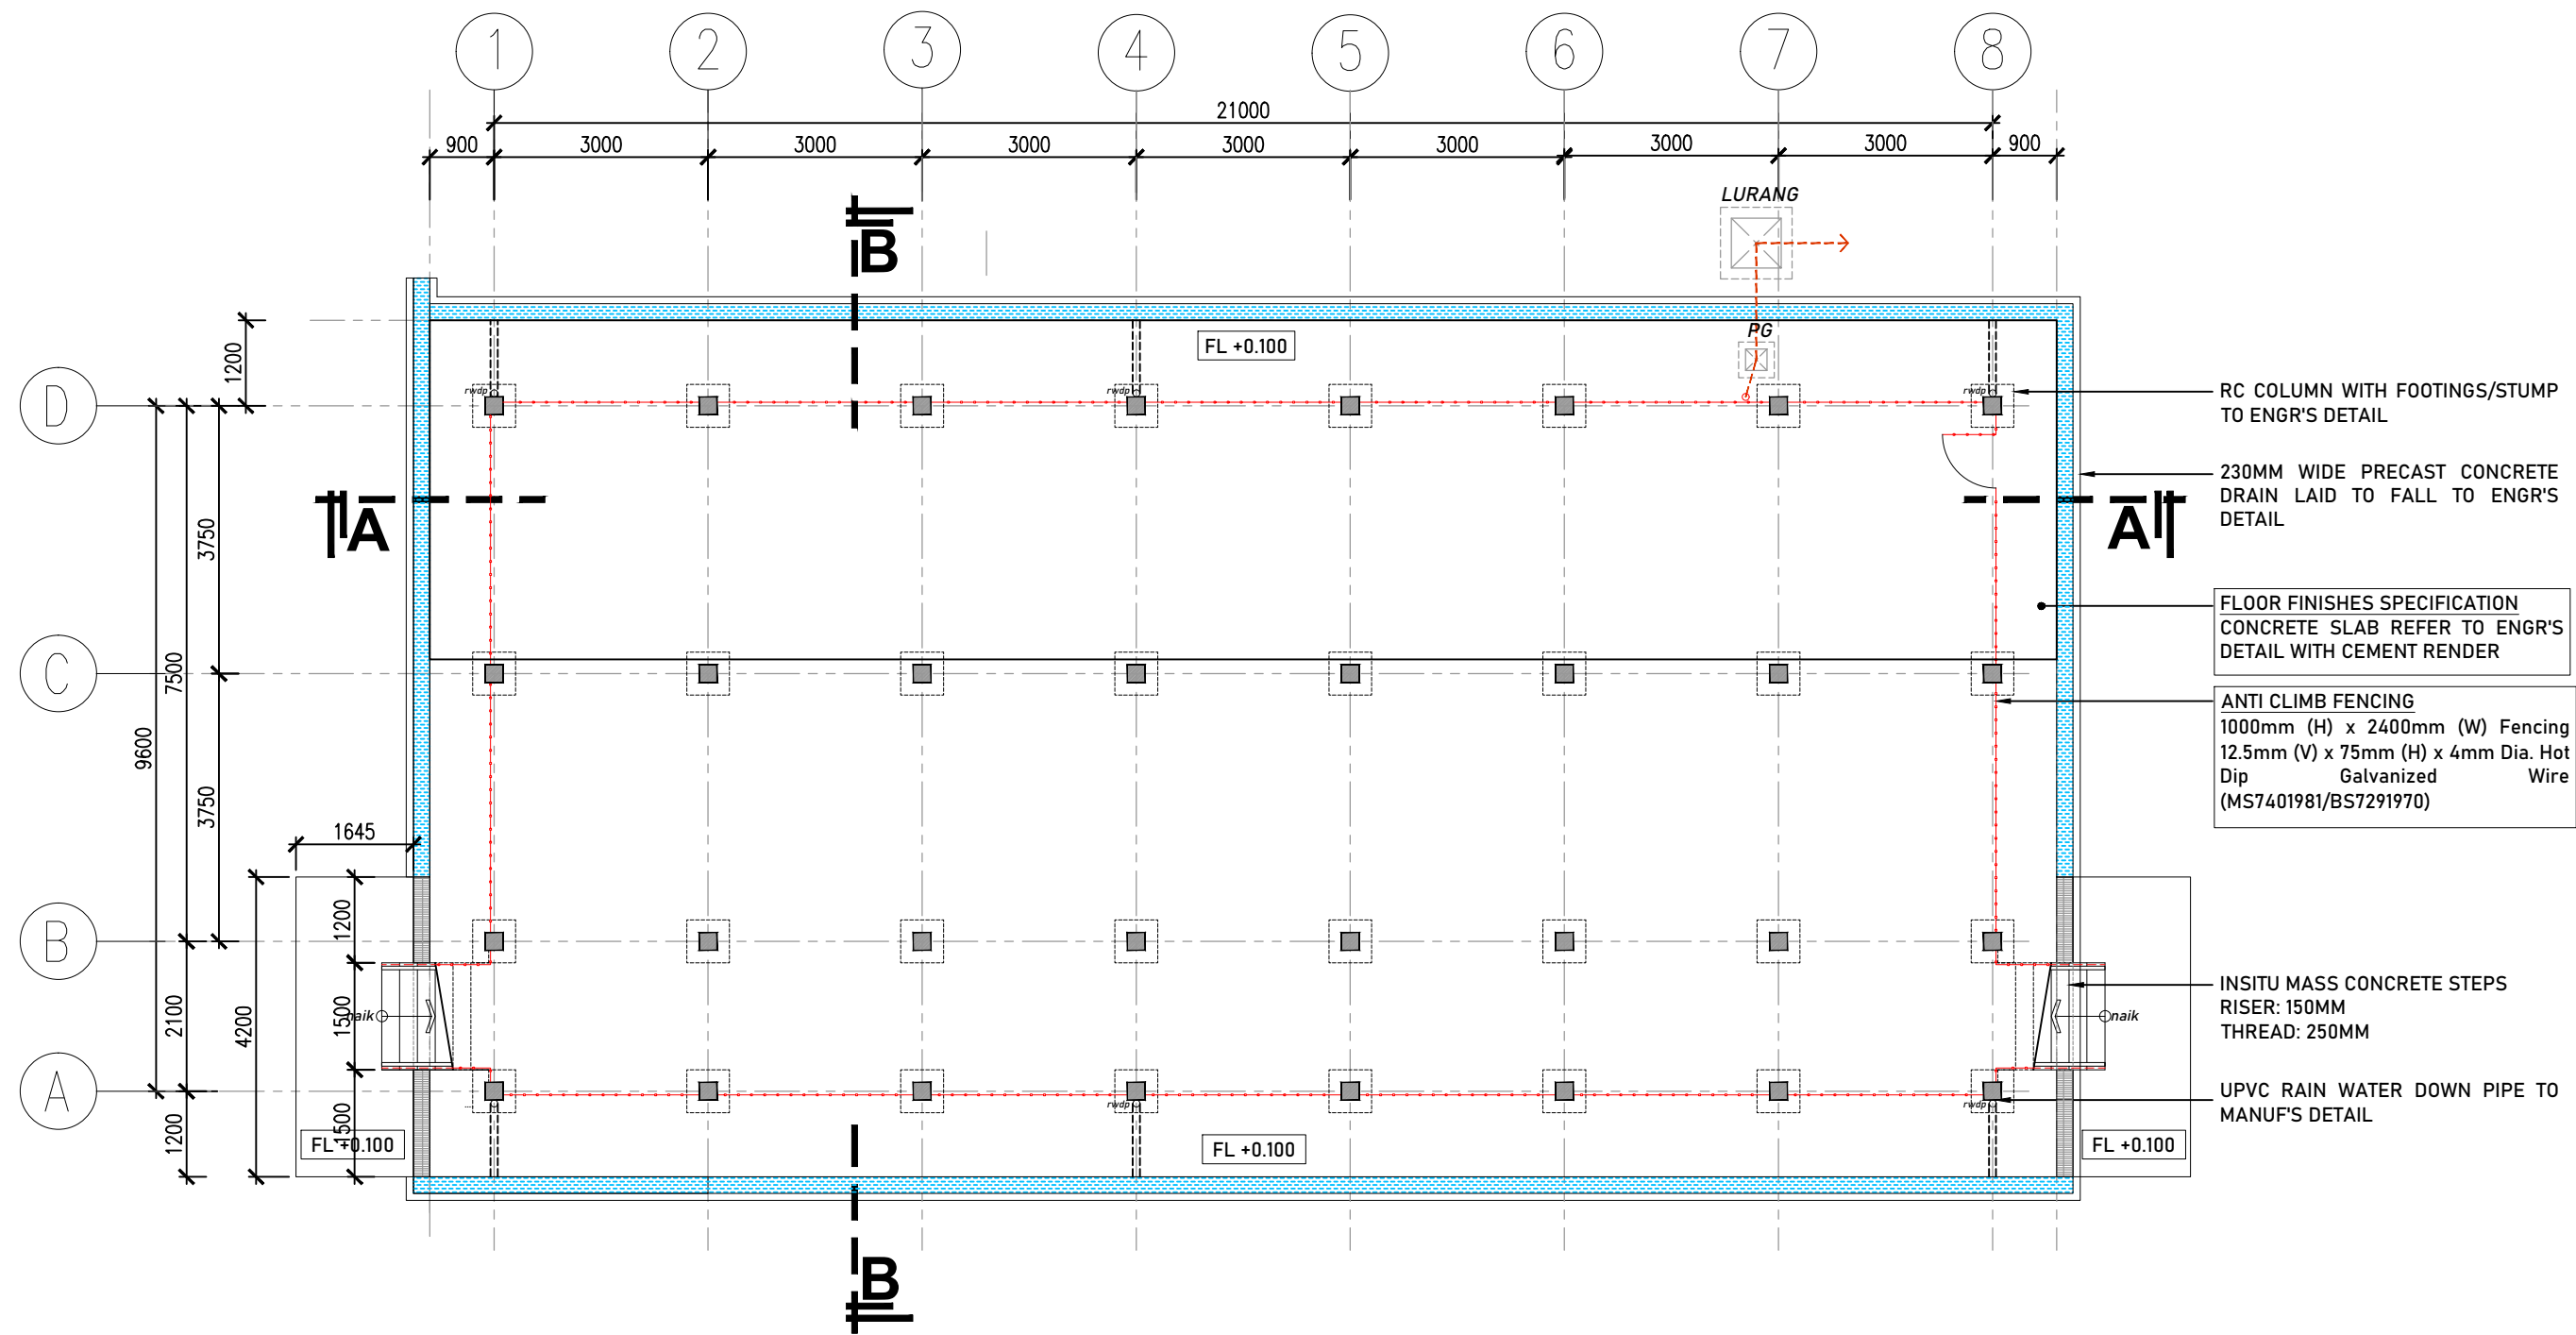 1 2 3 4 5 6 7 8
21000
900 3000 3000 3000 3000 3000 3000 3000 900
LURANG
B
PG
FL +0.100
1200
D
rwdp rwdp rwdp
RC COLUMN WITH FOOTINGS/STUMP
TO ENGR'S DETAIL
230MM WIDE PRECAST CONCRETE
DRAIN LAID TO FALL TO ENGR'S
DETAIL
A A
3750
FLOOR FINISHES SPECIFICATION
CONCRETE SLAB REFER TO ENGR'S
DETAIL WITH CEMENT RENDER
C
7500
9600
ANTI CLIMB FENCING
1000mm (H) x 2400mm (W) Fencing
12.5mm (V) x 75mm (H) x 4mm Dia. Hot
Dip Galvanized Wire
(MS7401981/BS7291970)
3750
1645
1200
B
INSITU MASS CONCRETE STEPS
RISER: 150MM
THREAD: 250MM
2100
4200
1500
naik naik
A
rwdp rwdp
UPVC RAIN WATER DOWN PIPE TO
MANUF'S DETAIL
1200
1500
FL +0.100 FL +0.100 FL +0.100
B